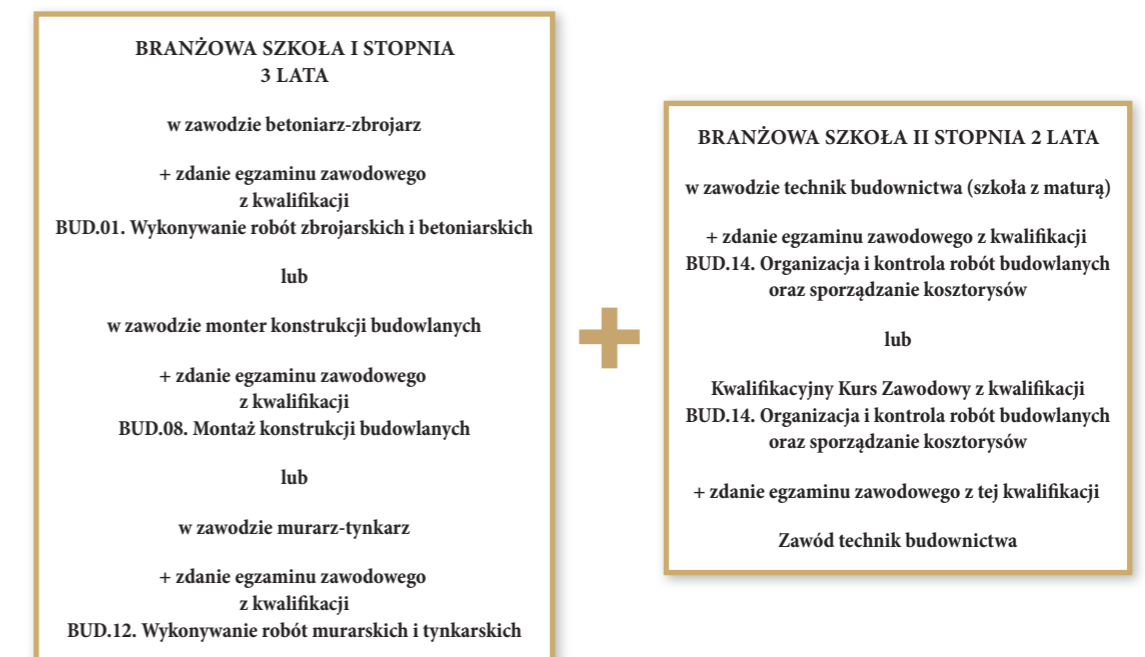 BRANŻOWA SZKOŁA I STOPNIA
3 LATA
w zawodzie betoniarz-zbrojarz
+ zdanie egzaminu zawodowego
z kwalifikacji
BUD.01. Wykonywanie robót zbrojarskich i betoniarskich
lub
w zawodzie monter konstrukcji budowlanych
+ zdanie egzaminu zawodowego
z kwalifikacji
BUD.08. Montaż konstrukcji budowlanych
lub
w zawodzie murarz-tynkarz
+ zdanie egzaminu zawodowego
z kwalifikacji
BUD.12. Wykonywanie robót murarskich i tynkarskich
+
BRANŻOWA SZKOŁA II STOPNIA 2 LATA
w zawodzie technik budownictwa (szkoła z maturą)
+ zdanie egzaminu zawodowego z kwalifikacji
BUD.14. Organizacja i kontrola robót budowlanych
oraz sporządzanie kosztorysów
lub
Kwalifikacyjny Kurs Zawodowy z kwalifikacji
BUD.14. Organizacja i kontrola robót budowlanych
oraz sporządzanie kosztorysów
+ zdanie egzaminu zawodowego z tej kwalifikacji
Zawód technik budownictwa